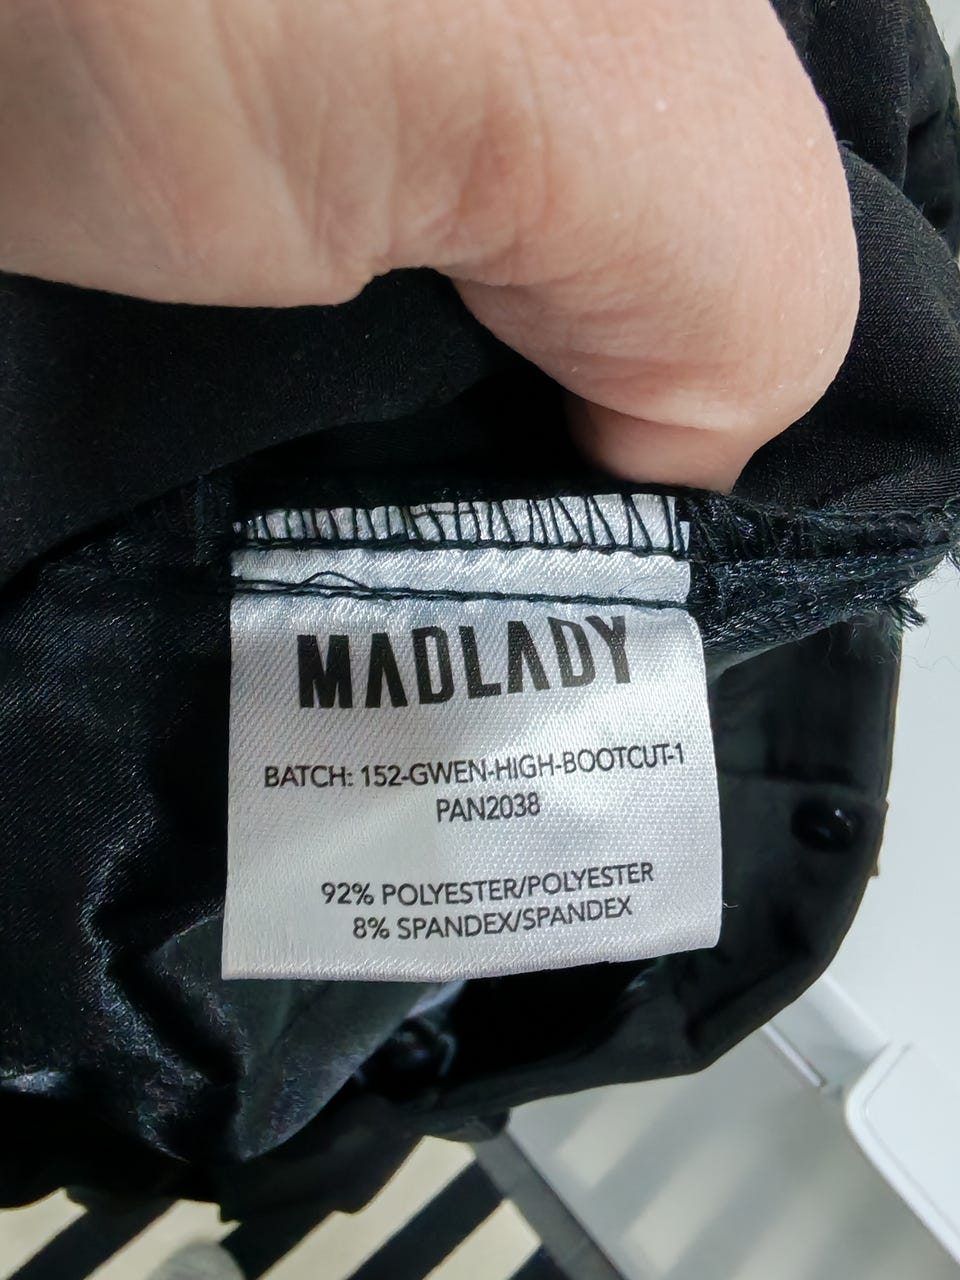 MADLADY
BATCH: 152-GWEN-HIGH-BOOTCUT-1
PAN2038
92% POLYESTER/POLYESTER
8% SPANDEX/SPANDEX